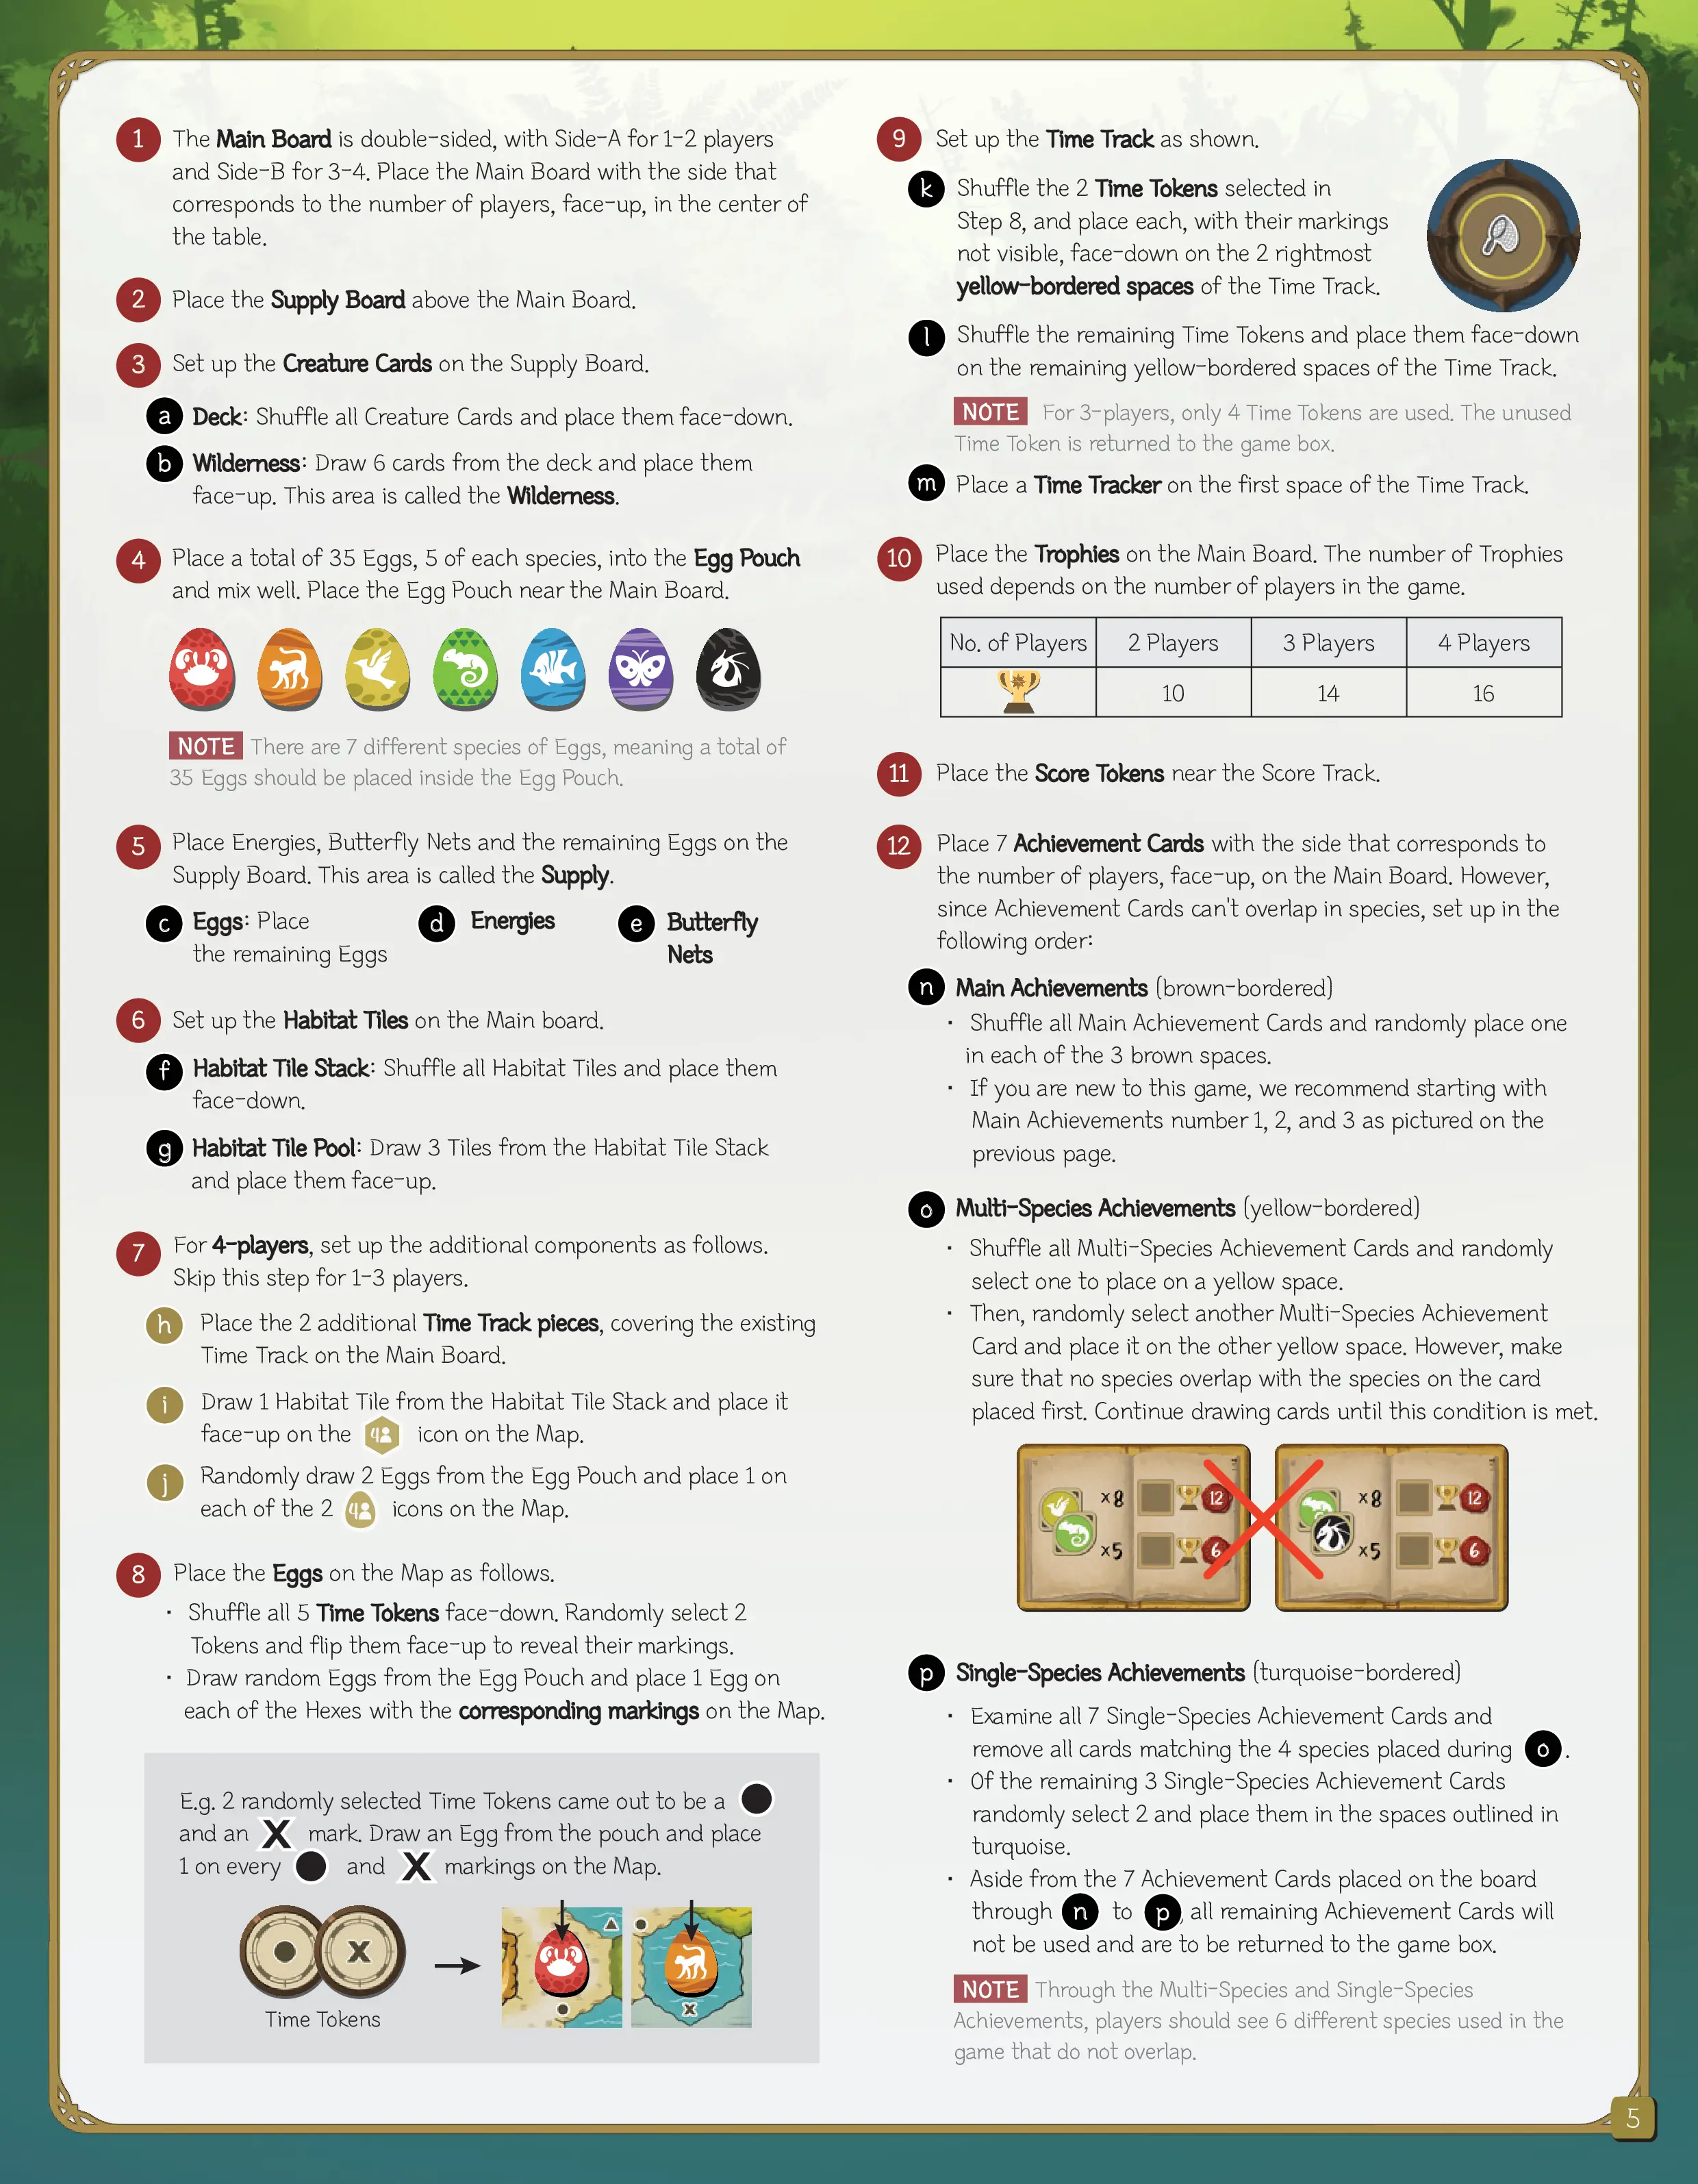 1 The Main Board is double-sided, with Side-A for 1-2 players
and Side-B for 3-4. Place the Main Board with the side that
corresponds to the number of players, face-up, in the center of
the table.
2 Place the Supply Board above the Main Board.
3 Set up the Creature Cards on the Supply Board.
a Deck: Shuffle all Creature Cards and place them face-down.
b Wilderness: Draw 6 cards from the deck and place them
face-up. This area is called the Wilderness.
4 Place a total of 35 Eggs, 5 of each species, into the Egg Pouch
and mix well. Place the Egg Pouch near the Main Board.
NOTE There are 7 different species of Eggs, meaning a total of
35 Eggs should be placed inside the Egg Pouch.
5 Place Energies, Butterfly Nets and the remaining Eggs on the
Supply Board. This area is called the Supply.
c Eggs: Place
the remaining Eggs
d Energies
e Butterfly
Nets
6 Set up the Habitat Tiles on the Main board.
f Habitat Tile Stack: Shuffle all Habitat Tiles and place them
face-down.
g Habitat Tile Pool: Draw 3 Tiles from the Habitat Tile Stack
and place them face-up.
7 For 4-players, set up the additional components as follows.
Skip this step for 1-3 players.
h Place the 2 additional Time Track pieces, covering the existing
Time Track on the Main Board.
i Draw 1 Habitat Tile from the Habitat Tile Stack and place it
face-up on the 4 icon on the Map.
j Randomly draw 2 Eggs from the Egg Pouch and place 1 on
each of the 2 4 icons on the Map.
8 Place the Eggs on the Map as follows.
· Shuffle all 5 Time Tokens face-down. Randomly select 2
Tokens and flip them face-up to reveal their markings.
· Draw random Eggs from the Egg Pouch and place 1 Egg on
each of the Hexes with the corresponding markings on the Map.
E.g. 2 randomly selected Time Tokens came out to be a ●
and an X mark. Draw an Egg from the pouch and place
1 on every ● and X markings on the Map.
X
X
Time Tokens
9 Set up the Time Track as shown.
k Shuffle the 2 Time Tokens selected in
Step 8, and place each, with their markings
not visible, face-down on the 2 rightmost
yellow-bordered spaces of the Time Track.
l Shuffle the remaining Time Tokens and place them face-down
on the remaining yellow-bordered spaces of the Time Track.
NOTE For 3-players, only 4 Time Tokens are used. The unused
Time Token is returned to the game box.
m Place a Time Tracker on the first space of the Time Track.
10 Place the Trophies on the Main Board. The number of Trophies
used depends on the number of players in the game.
No. of Players 2 Players 3 Players 4 Players
10 14 16
11 Place the Score Tokens near the Score Track.
12 Place 7 Achievement Cards with the side that corresponds to
the number of players, face-up, on the Main Board. However,
since Achievement Cards can't overlap in species, set up in the
following order:
n Main Achievements (brown-bordered)
· Shuffle all Main Achievement Cards and randomly place one
in each of the 3 brown spaces.
· If you are new to this game, we recommend starting with
Main Achievements number 1, 2, and 3 as pictured on the
previous page.
o Multi-Species Achievements (yellow-bordered)
· Shuffle all Multi-Species Achievement Cards and randomly
select one to place on a yellow space.
· Then, randomly select another Multi-Species Achievement
Card and place it on the other yellow space. However, make
sure that no species overlap with the species on the card
placed first. Continue drawing cards until this condition is met.
x8 12 x8 12
x5 6 x5 6
p Single-Species Achievements (turquoise-bordered)
· Examine all 7 Single-Species Achievement Cards and
remove all cards matching the 4 species placed during o.
· Of the remaining 3 Single-Species Achievement Cards
randomly select 2 and place them in the spaces outlined in
turquoise.
· Aside from the 7 Achievement Cards placed on the board
through n to p, all remaining Achievement Cards will
not be used and are to be returned to the game box.
NOTE Through the Multi-Species and Single-Species
Achievements, players should see 6 different species used in the
game that do not overlap.
5